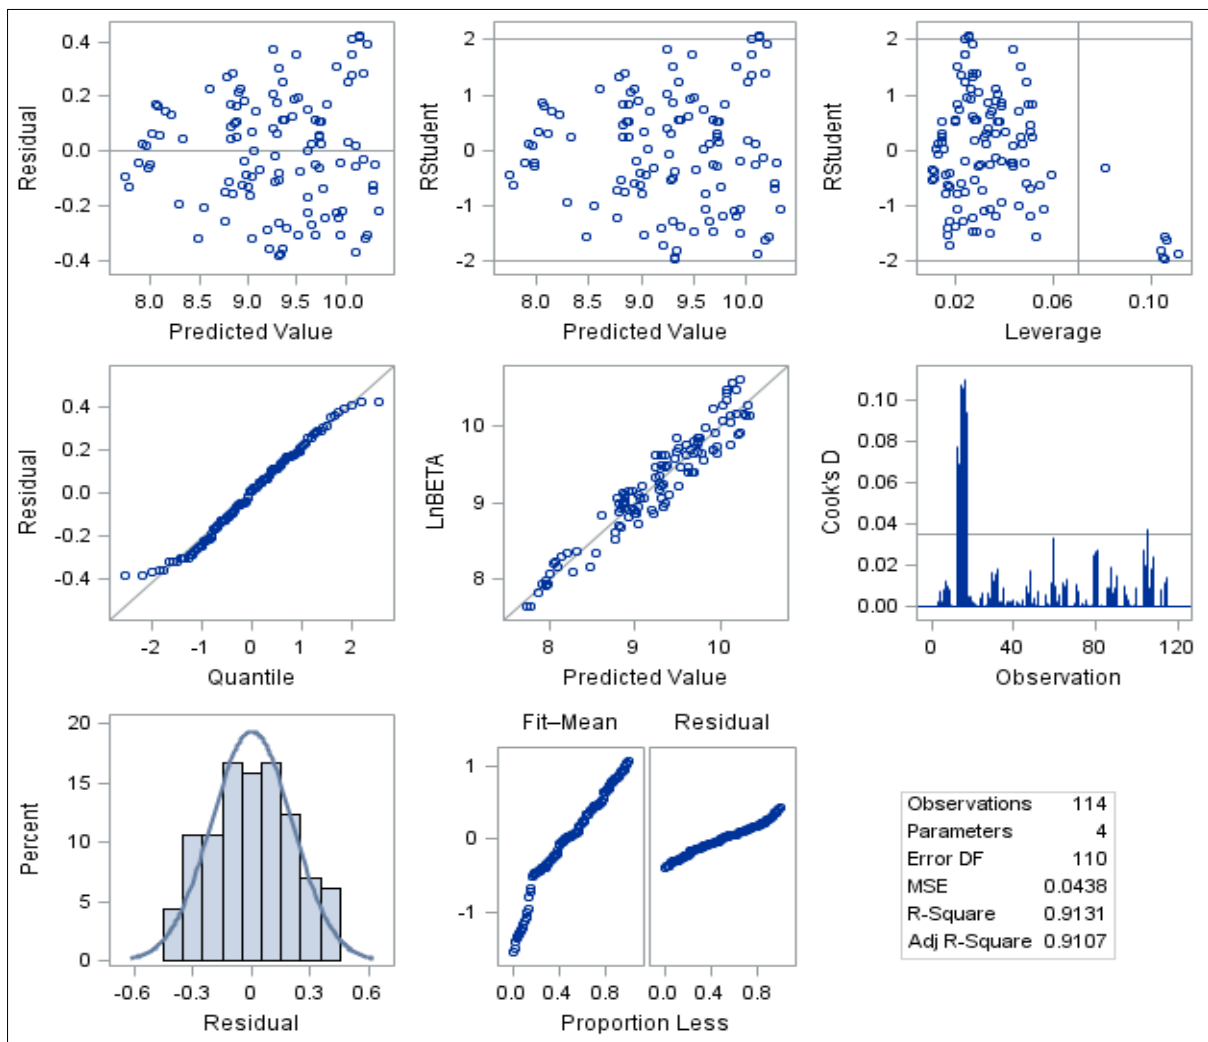 Residual
0.4
0.2
0.0
-0.2
-0.4
8.0 8.5 9.0 9.5 10.0
Predicted Value
RStudent
2
1
0
-1
-2
8.0 8.5 9.0 9.5 10.0
Predicted Value
RStudent
2
1
0
-1
-2
0.02 0.06 0.10
Leverage
Residual
0.4
0.2
0.0
-0.2
-0.4
-2 -1 0 1 2
Quantile
LnBETA
10
9
8
8 9 10
Predicted Value
Cook's D
0.10
0.08
0.06
0.04
0.02
0.00
0 40 80 120
Observation
Percent
20
15
10
5
0
-0.6 -0.3 0 0.3 0.6
Residual
Fit–Mean Residual
1
0
-1
0.0 0.4 0.8 0.0 0.4 0.8
Proportion Less
Observations 114
Parameters 4
Error DF 110
MSE 0.0438
R-Square 0.9131
Adj R-Square 0.9107